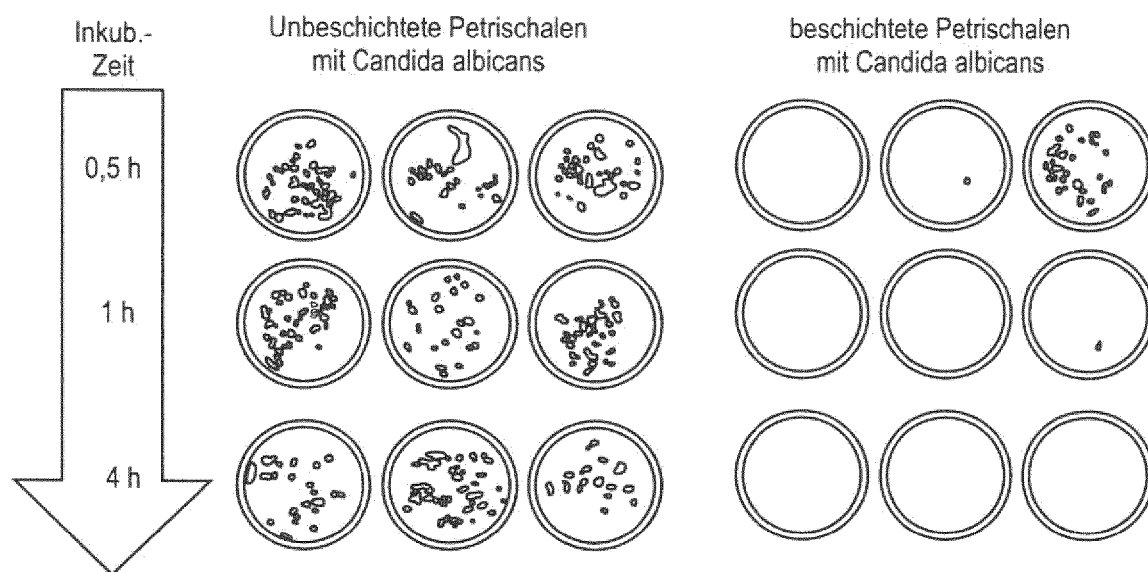 Inkub.-
Zeit
Unbeschichtete Petrischalen
mit Candida albicans
beschichtete Petrischalen
mit Candida albicans
0,5 h
1 h
4 h